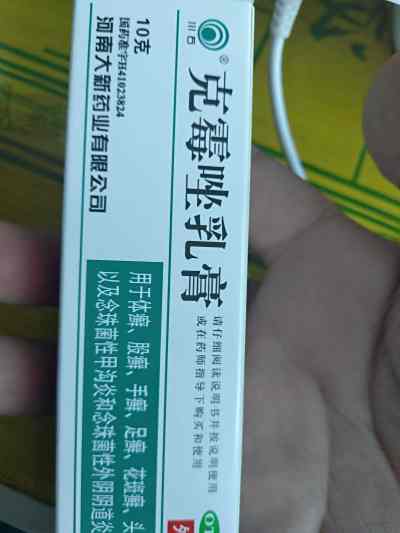 川石
®
克霉唑乳膏
请仔细阅读说明书并按说明使用
或在药师指导下购买和使用
10克
国药准字H41023824
河南大新药业有限公司
用于体癣、股癣、手癣、足癣、花斑癣、头
以及念珠菌性甲沟炎和念珠菌性外阴阴道炎
OT
外